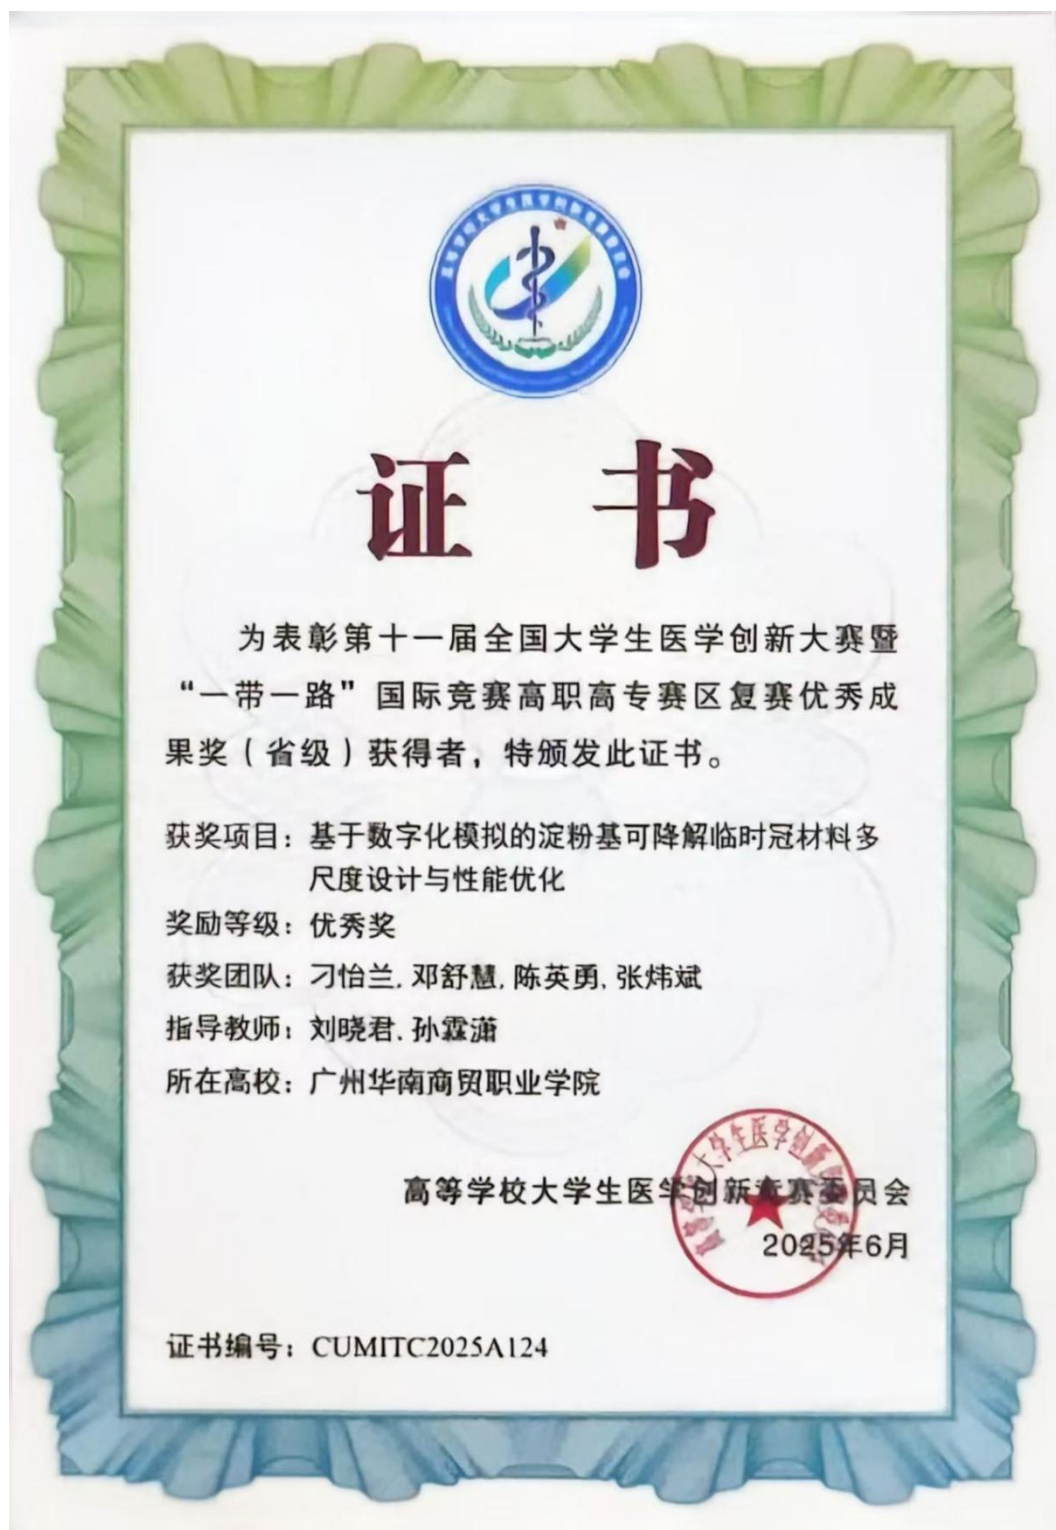 证 书
为表彰第十一届全国大学生医学创新大赛暨
“一带一路”国际竞赛高职高专赛区复赛优秀成
果奖（省级）获得者，特颁发此证书。
获奖项目：基于数字化模拟的淀粉基可降解临时冠材料多
尺度设计与性能优化
奖励等级：优秀奖
获奖团队：刁怡兰, 邓舒慧, 陈英勇, 张炜斌
指导教师：刘晓君, 孙霖潇
所在高校：广州华南商贸职业学院
高等学校大学生医学创新竞赛委员会
2025年6月
证书编号：CUMITC2025A124